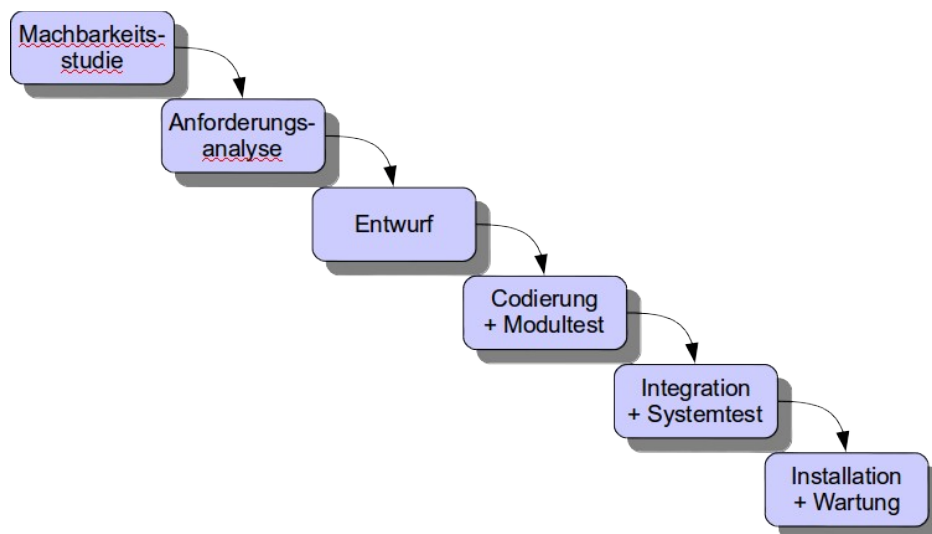 Machbarkeits-
studie
Anforderungs-
analyse
Entwurf
Codierung
+ Modultest
Integration
+ Systemtest
Installation
+ Wartung